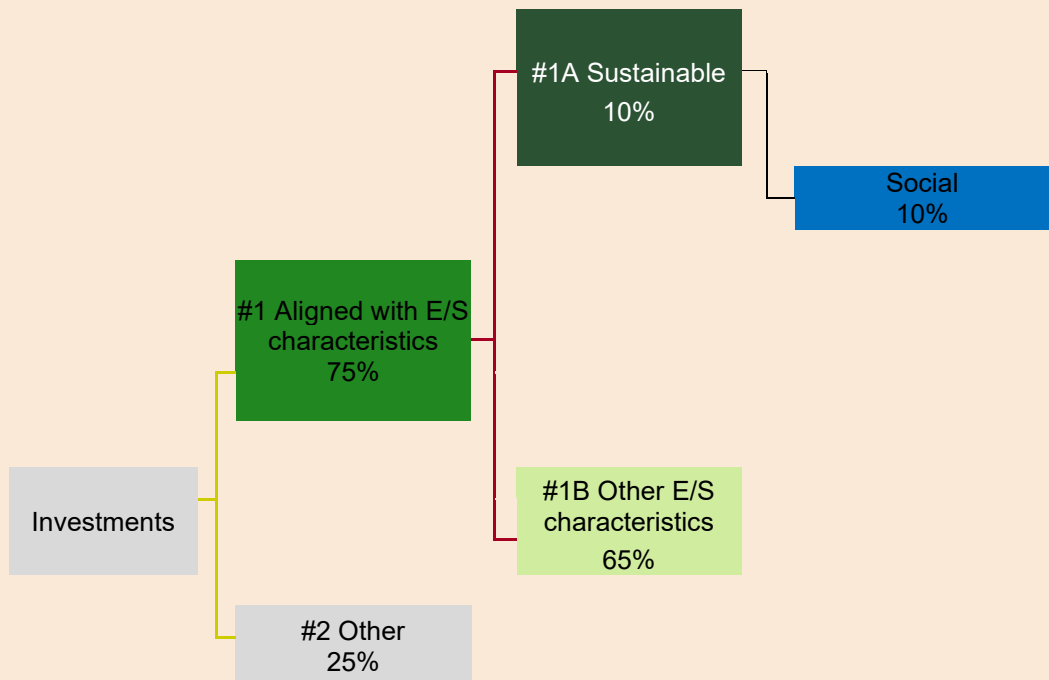 #1A Sustainable
10%
Social
10%
#1 Aligned with E/S
characteristics
75%
Investments
#1B Other E/S
characteristics
65%
#2 Other
25%